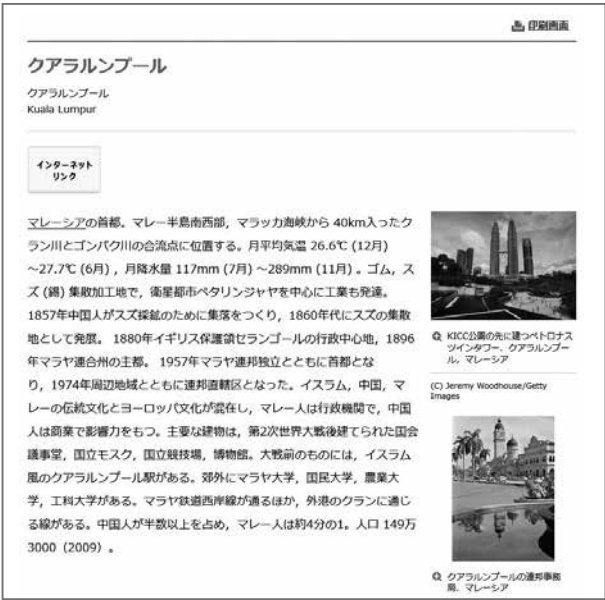 印刷画面
クアラルンプール
クアラルンプール
Kuala Lumpur
インターネット
リンク
マレーシアの首都。マレー半島南西部，マラッカ海峡から 40km入ったク
ラン川とゴンバク川の合流点に位置する。月平均気温 26.6℃ (12月)
～27.7℃ (6月) ，月降水量 117mm (7月) ～289mm (11月) 。ゴム，ス
ズ (錫) 集散加工地で，衛星都市ペタリンジャヤを中心に工業も発達。
1857年中国人がスズ採鉱のために集落をつくり，1860年代にスズの集散
地として発展。 1880年イギリス保護領セランゴールの行政中心地，1896
年マラヤ連合州の主都。 1957年マラヤ連邦独立とともに首都とな
り，1974年周辺地域とともに連邦直轄区となった。イスラム，中国，マ
レーの伝統文化とヨーロッパ文化が混在し，マレー人は行政機関で，中国
人は商業で影響力をもつ。主要な建物は，第2次世界大戦後建てられた国会
議事堂，国立モスク，国立競技場，博物館。大戦前のものには，イスラム
風のクアラルンプール駅がある。郊外にマラヤ大学，国民大学，農業大
学，工科大学がある。マラヤ鉄道西岸線が通るほか，外港のクランに通じ
る線がある。中国人が半数以上を占め，マレー人は約4分の1。人口 149万
3000（2009）。
KlCC公園の先に建つペトロナス
ツインタワー．クアラルンプー
ル，マレーシア
(C) Jeremy Woodhouse/Getty
Images
クアラルンプールの連邦事務
局．マレーシア